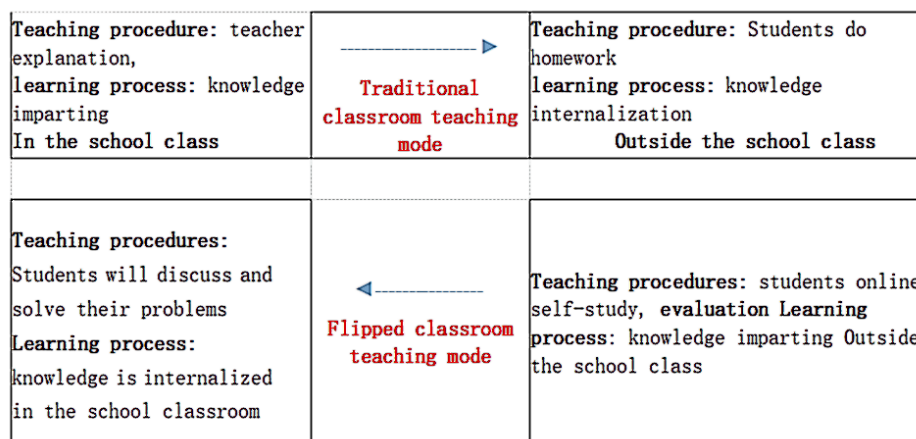 Teaching procedure: teacher
explanation,
learning process: knowledge
imparting
In the school class
Traditional
classroom teaching
mode
Teaching procedure: Students do
homework
learning process: knowledge
internalization
Outside the school class
Teaching procedures:
Students will discuss and
solve their problems
Learning process:
knowledge is internalized
in the school classroom
Flipped classroom
teaching mode
Teaching procedures: students online
self-study, evaluation Learning
process: knowledge imparting Outside
the school class